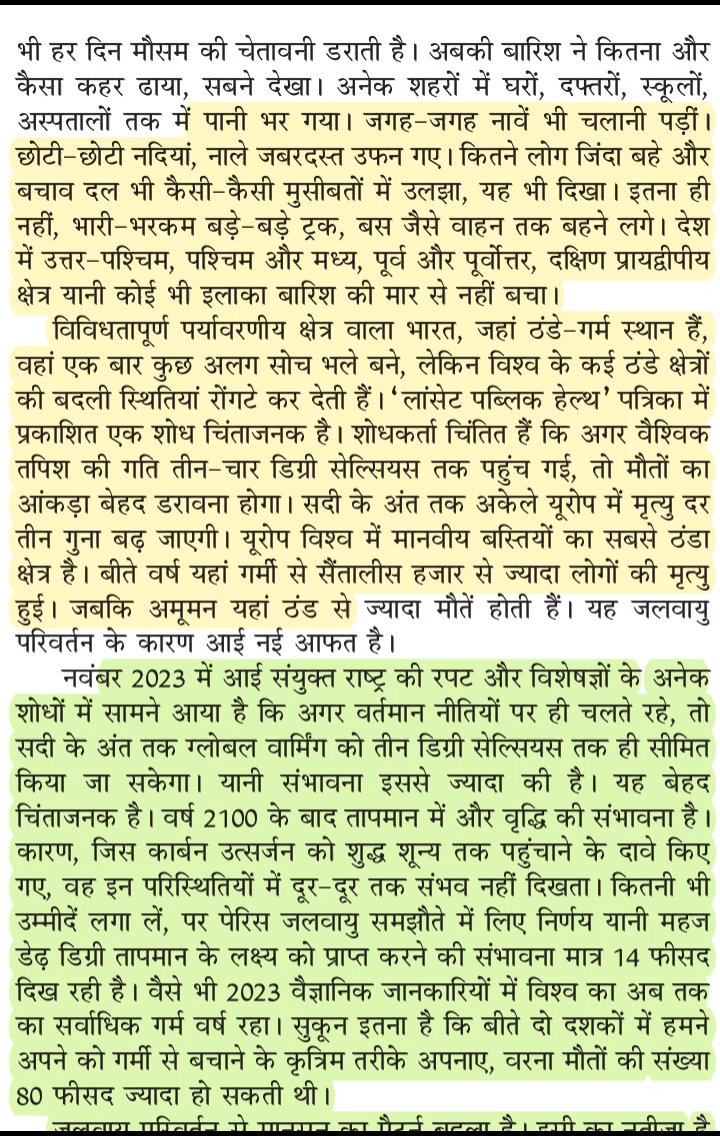 भी हर दिन मौसम की चेतावनी डराती है। अबकी बारिश ने कितना और
कैसा कहर ढाया, सबने देखा। अनेक शहरों में घरों, दफ्तरों, स्कूलों,
अस्पतालों तक में पानी भर गया। जगह-जगह नावें भी चलानी पड़ीं।
छोटी-छोटी नदियां, नाले जबरदस्त उफन गए। कितने लोग जिंदा बहे और
बचाव दल भी कैसी-कैसी मुसीबतों में उलझा, यह भी दिखा। इतना ही
नहीं, भारी-भरकम बड़े-बड़े ट्रक, बस जैसे वाहन तक बहने लगे। देश
में उत्तर-पश्चिम, पश्चिम और मध्य, पूर्व और पूर्वोत्तर, दक्षिण प्रायद्वीपीय
क्षेत्र यानी कोई भी इलाका बारिश की मार से नहीं बचा।
विविधतापूर्ण पर्यावरणीय क्षेत्र वाला भारत, जहां ठंडे-गर्म स्थान हैं,
वहां एक बार कुछ अलग सोच भले बने, लेकिन विश्व के कई ठंडे क्षेत्रों
की बदली स्थितियां रोंगटे कर देती हैं। ‘लांसेट पब्लिक हेल्थ’ पत्रिका में
प्रकाशित एक शोध चिंताजनक है। शोधकर्ता चिंतित हैं कि अगर वैश्विक
तपिश की गति तीन-चार डिग्री सेल्सियस तक पहुंच गई, तो मौतों का
आंकड़ा बेहद डरावना होगा। सदी के अंत तक अकेले यूरोप में मृत्यु दर
तीन गुना बढ़ जाएगी। यूरोप विश्व में मानवीय बस्तियों का सबसे ठंडा
क्षेत्र है। बीते वर्ष यहां गर्मी से सैंतालीस हजार से ज्यादा लोगों की मृत्यु
हुई। जबकि अमूमन यहां ठंड से ज्यादा मौतें होती हैं। यह जलवायु
परिवर्तन के कारण आई नई आफत है।
नवंबर 2023 में आई संयुक्त राष्ट्र की रपट और विशेषज्ञों के अनेक
शोधों में सामने आया है कि अगर वर्तमान नीतियों पर ही चलते रहे, तो
सदी के अंत तक ग्लोबल वार्मिंग को तीन डिग्री सेल्सियस तक ही सीमित
किया जा सकेगा। यानी संभावना इससे ज्यादा की है। यह बेहद
चिंताजनक है। वर्ष 2100 के बाद तापमान में और वृद्धि की संभावना है।
कारण, जिस कार्बन उत्सर्जन को शुद्ध शून्य तक पहुंचाने के दावे किए
गए, वह इन परिस्थितियों में दूर-दूर तक संभव नहीं दिखता। कितनी भी
उम्मीदें लगा लें, पर पेरिस जलवायु समझौते में लिए निर्णय यानी महज
डेढ़ डिग्री तापमान के लक्ष्य को प्राप्त करने की संभावना मात्र 14 फीसद
दिख रही है। वैसे भी 2023 वैज्ञानिक जानकारियों में विश्व का अब तक
का सर्वाधिक गर्म वर्ष रहा। सुकून इतना है कि बीते दो दशकों में हमने
अपने को गर्मी से बचाने के कृत्रिम तरीके अपनाए, वरना मौतों की संख्या
80 फीसद ज्यादा हो सकती थी।
जलवायु परिवर्तन से मानसून का पैटर्न बदला है। इसी का नतीजा है